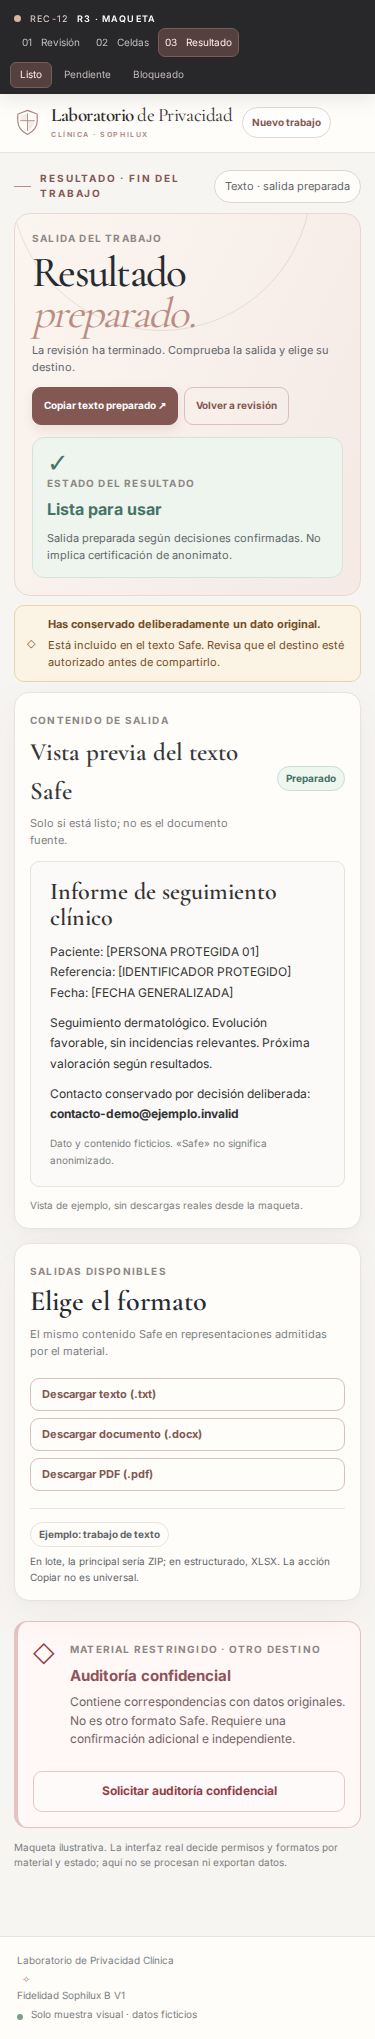 REC-12 R3 · MAQUETA
01 Revisión 02 Celdas 03 Resultado
Listo Pendiente Bloqueado
Laboratorio de Privacidad
CLÍNICA · SOPHILUX
Nuevo trabajo
RESULTADO · FIN DEL
TRABAJO
Texto · salida preparada
SALIDA DEL TRABAJO
Resultado
preparado.
La revisión ha terminado. Comprueba la salida y elige su
destino.
Copiar texto preparado ↗ Volver a revisión
✓
ESTADO DEL RESULTADO
Lista para usar
Salida preparada según decisiones confirmadas. No
implica certificación de anonimato.
Has conservado deliberadamente un dato original.
◇ Está incluido en el texto Safe. Revisa que el destino esté
autorizado antes de compartirlo.
CONTENIDO DE SALIDA
Vista previa del texto
Safe
Preparado
Solo si está listo; no es el documento
fuente.
Informe de seguimiento
clínico
Paciente: [PERSONA PROTEGIDA 01]
Referencia: [IDENTIFICADOR PROTEGIDO]
Fecha: [FECHA GENERALIZADA]
Seguimiento dermatológico. Evolución
favorable, sin incidencias relevantes. Próxima
valoración según resultados.
Contacto conservado por decisión deliberada:
contacto-demo@ejemplo.invalid
Dato y contenido ficticios. «Safe» no significa
anonimizado.
Vista de ejemplo, sin descargas reales desde la maqueta.
SALIDAS DISPONIBLES
Elige el formato
El mismo contenido Safe en representaciones admitidas
por el material.
Descargar texto (.txt)
Descargar documento (.docx)
Descargar PDF (.pdf)
Ejemplo: trabajo de texto
En lote, la principal sería ZIP; en estructurado, XLSX. La acción
Copiar no es universal.
MATERIAL RESTRINGIDO · OTRO DESTINO
Auditoría confidencial
Contiene correspondencias con datos originales.
No es otro formato Safe. Requiere una
confirmación adicional e independiente.
Solicitar auditoría confidencial
Maqueta ilustrativa. La interfaz real decide permisos y formatos por
material y estado; aquí no se procesan ni exportan datos.
Laboratorio de Privacidad Clínica
Fidelidad Sophilux B V1
Solo muestra visual · datos ficticios